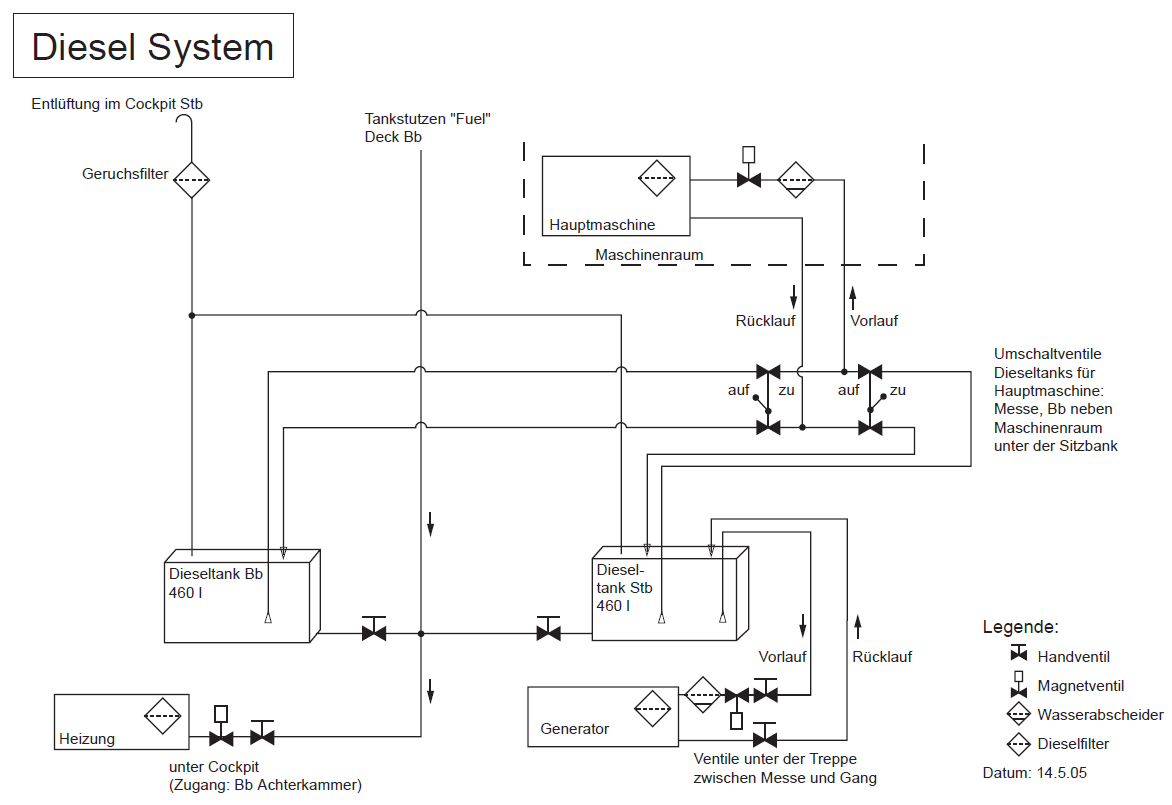 Diesel System
Entlüftung im Cockpit Stb
Geruchsfilter
Tankstutzen "Fuel"
Deck Bb
Hauptmaschine
Maschinenraum
Rücklauf
Vorlauf
auf
zu
auf
zu
Umschaltventile
Dieseltanks für
Hauptmaschine:
Messe, Bb neben
Maschinenraum
unter der Sitzbank
Dieseltank Bb
460 l
Diesel-
tank Stb
460 l
Vorlauf
Rücklauf
Heizung
unter Cockpit
(Zugang: Bb Achterkammer)
Generator
Ventile unter der Treppe
zwischen Messe und Gang
Legende:
Handventil
Magnetventil
Wasserabscheider
Dieselfilter
Datum: 14.5.05